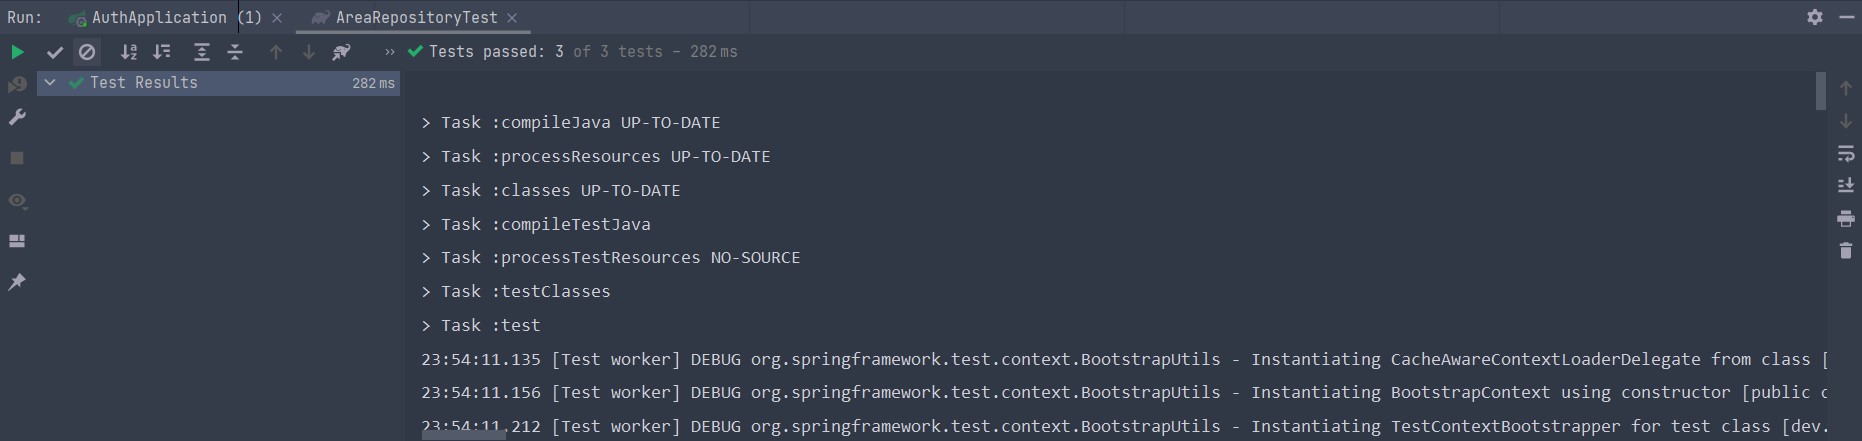 Run: AuthApplication (1) × AreaRepositoryTest ×
» Tests passed: 3 of 3 tests – 282 ms
Test Results 282 ms
> Task :compileJava UP-TO-DATE
> Task :processResources UP-TO-DATE
> Task :classes UP-TO-DATE
> Task :compileTestJava
> Task :processTestResources NO-SOURCE
> Task :testClasses
> Task :test
23:54:11.135 [Test worker] DEBUG org.springframework.test.context.BootstrapUtils - Instantiating CacheAwareContextLoaderDelegate from class [
23:54:11.156 [Test worker] DEBUG org.springframework.test.context.BootstrapUtils - Instantiating BootstrapContext using constructor [public c
23:54:11.212 [Test worker] DEBUG org.springframework.test.context.BootstrapUtils - Instantiating TestContextBootstrapper for test class [dev.